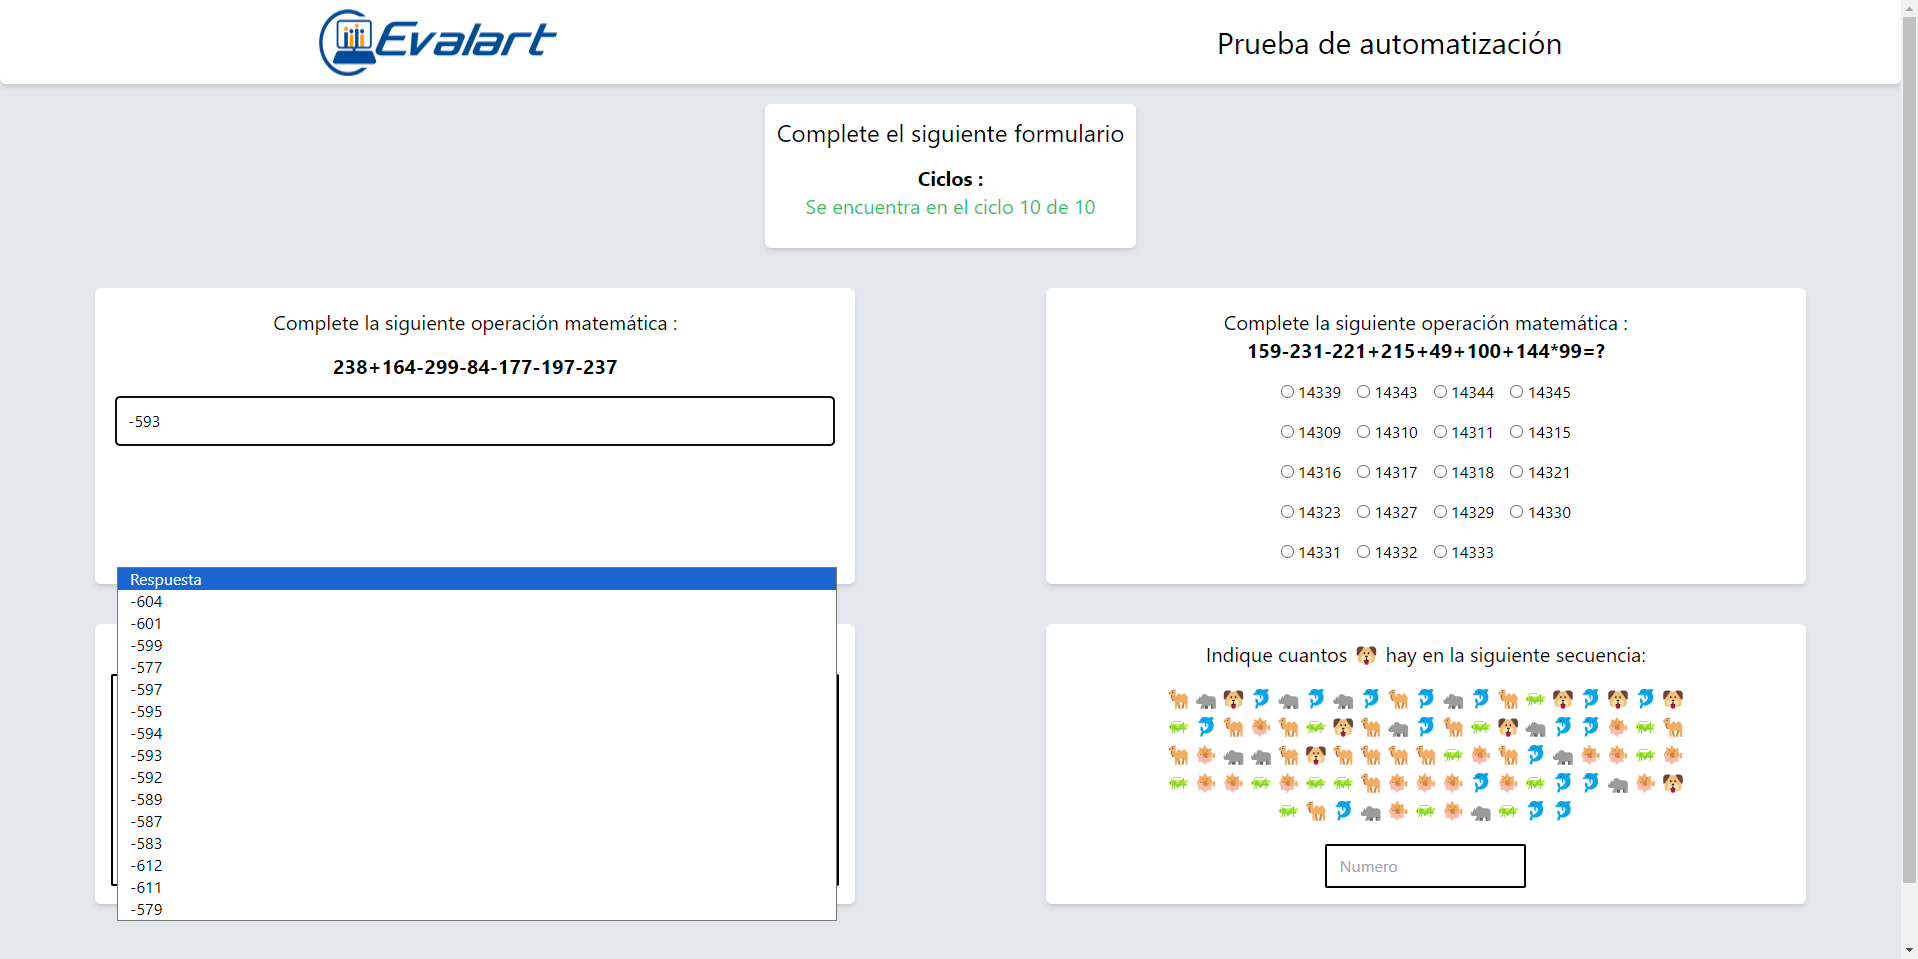 Evalart
Prueba de automatización
Complete el siguiente formulario
Ciclos :
Se encuentra en el ciclo 10 de 10
Complete la siguiente operación matemática :
238+164-299-84-177-197-237
-593
Respuesta
-604
-601
-599
-577
-597
-595
-594
-593
-592
-589
-587
-583
-612
-611
-579
Complete la siguiente operación matemática :
159-231-221+215+49+100+144*99=?
14339 14343 14344 14345
14309 14310 14311 14315
14316 14317 14318 14321
14323 14327 14329 14330
14331 14332 14333
Indique cuantos 🐶 hay en la siguiente secuencia:
Numero